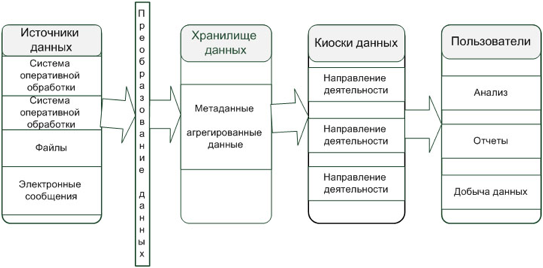 Источники
данных
Система
оперативной
обработки
Система
оперативной
обработки
Файлы
Электронные
сообщения
Преобразование данных
Хранилище
данных
Метаданные
агрегированные
данные
Киоски данных
Направление
деятельности
Направление
деятельности
Направление
деятельности
Пользователи
Анализ
Отчеты
Добыча данных